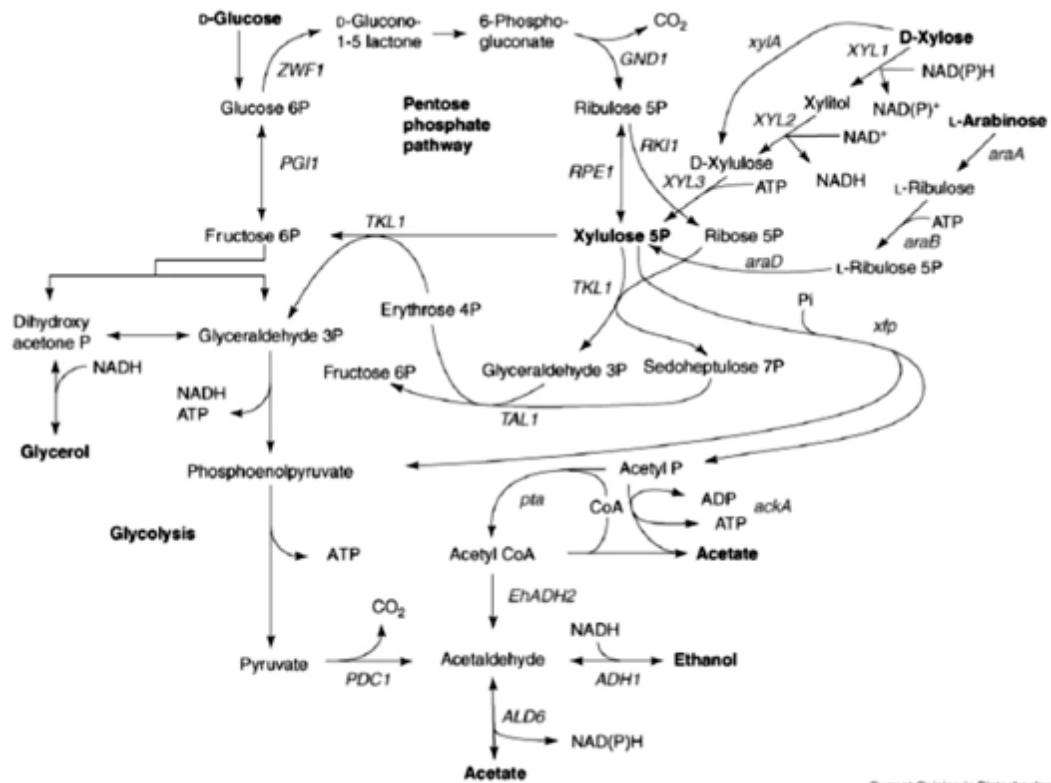 D-Glucose
D-Glucono-
1-5 lactone
6-Phospho-
gluconate
CO2
ZWF1
GND1
xylA
D-Xylose
XYL1
NAD(P)H
Glucose 6P
Pentose
phosphate
pathway
Ribulose 5P
Xylitol
NAD(P)+
XYL2
NAD+
L-Arabinose
PGI1
RPE1
RKI1
D-Xylulose
XYL3
ATP
NADH
araA
L-Ribulose
ATP
araB
Fructose 6P
TKL1
Xylulose 5P
Ribose 5P
araD
L-Ribulose 5P
TKL1
Pi
xfp
Dihydroxy
acetone P
Glyceraldehyde 3P
Erythrose 4P
NADH
NADH
ATP
Fructose 6P
Glyceraldehyde 3P
Sedoheptulose 7P
TAL1
Glycerol
Phosphoenolpyruvate
Acetyl P
pta
CoA
ADP
ackA
ATP
Glycolysis
ATP
Acetyl CoA
Acetate
EhADH2
CO2
NADH
Pyruvate
PDC1
Acetaldehyde
ADH1
Ethanol
ALD6
NAD(P)H
Acetate